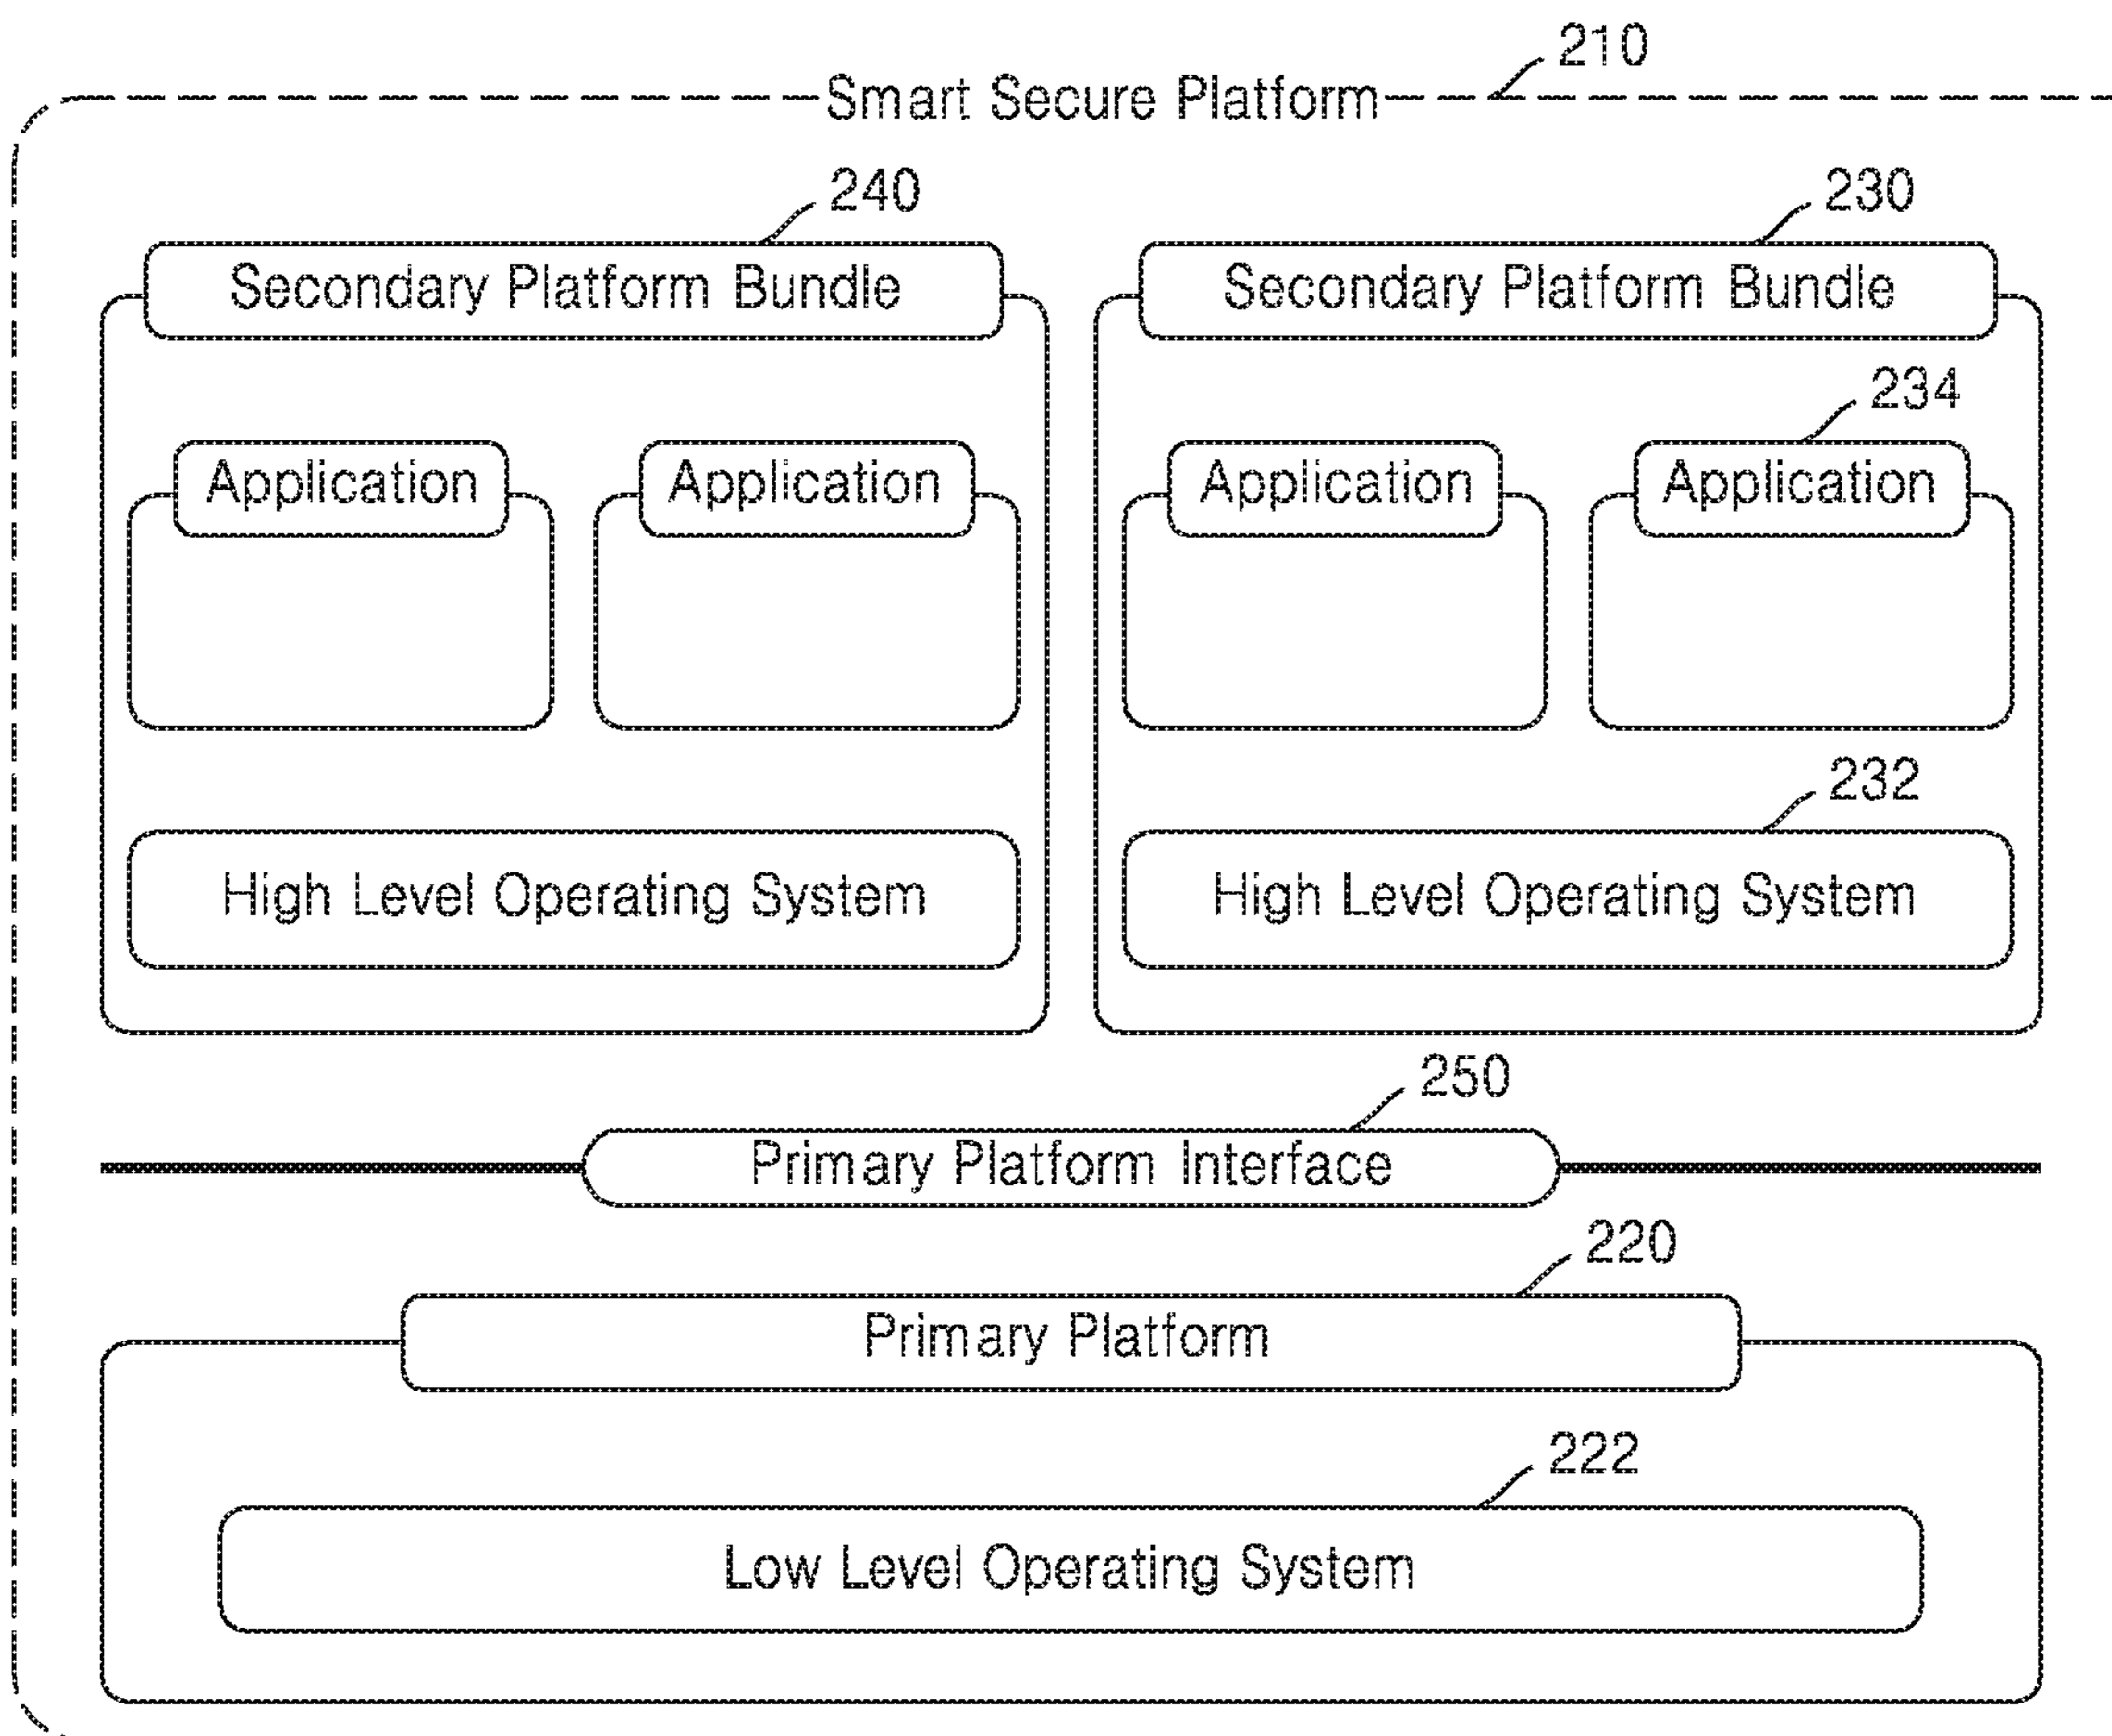 210
Smart Secure Platform
240
230
Secondary Platform Bundle
Secondary Platform Bundle
234
Application
Application
Application
Application
232
High Level Operating System
High Level Operating System
250
Primary Platform Interface
220
Primary Platform
222
Low Level Operating System